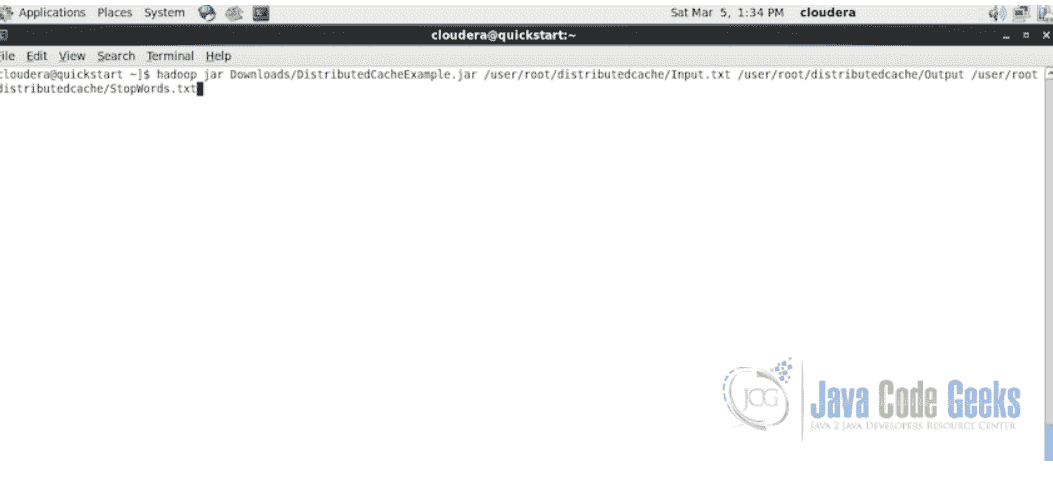 Applications Places System Sat Mar 5, 1:34 PM cloudera
cloudera@quickstart:~
ile Edit View Search Terminal Help
cloudera@quickstart ~]$ hadoop jar Downloads/DistributedCacheExample.jar /user/root/distributedcache/Input.txt /user/root/distributedcache/Output /user/root
distributedcache/StopWords.txt
JCG
Java Code Geeks
JAVA 2 JAVA DEVELOPERS RESOURCE CENTER